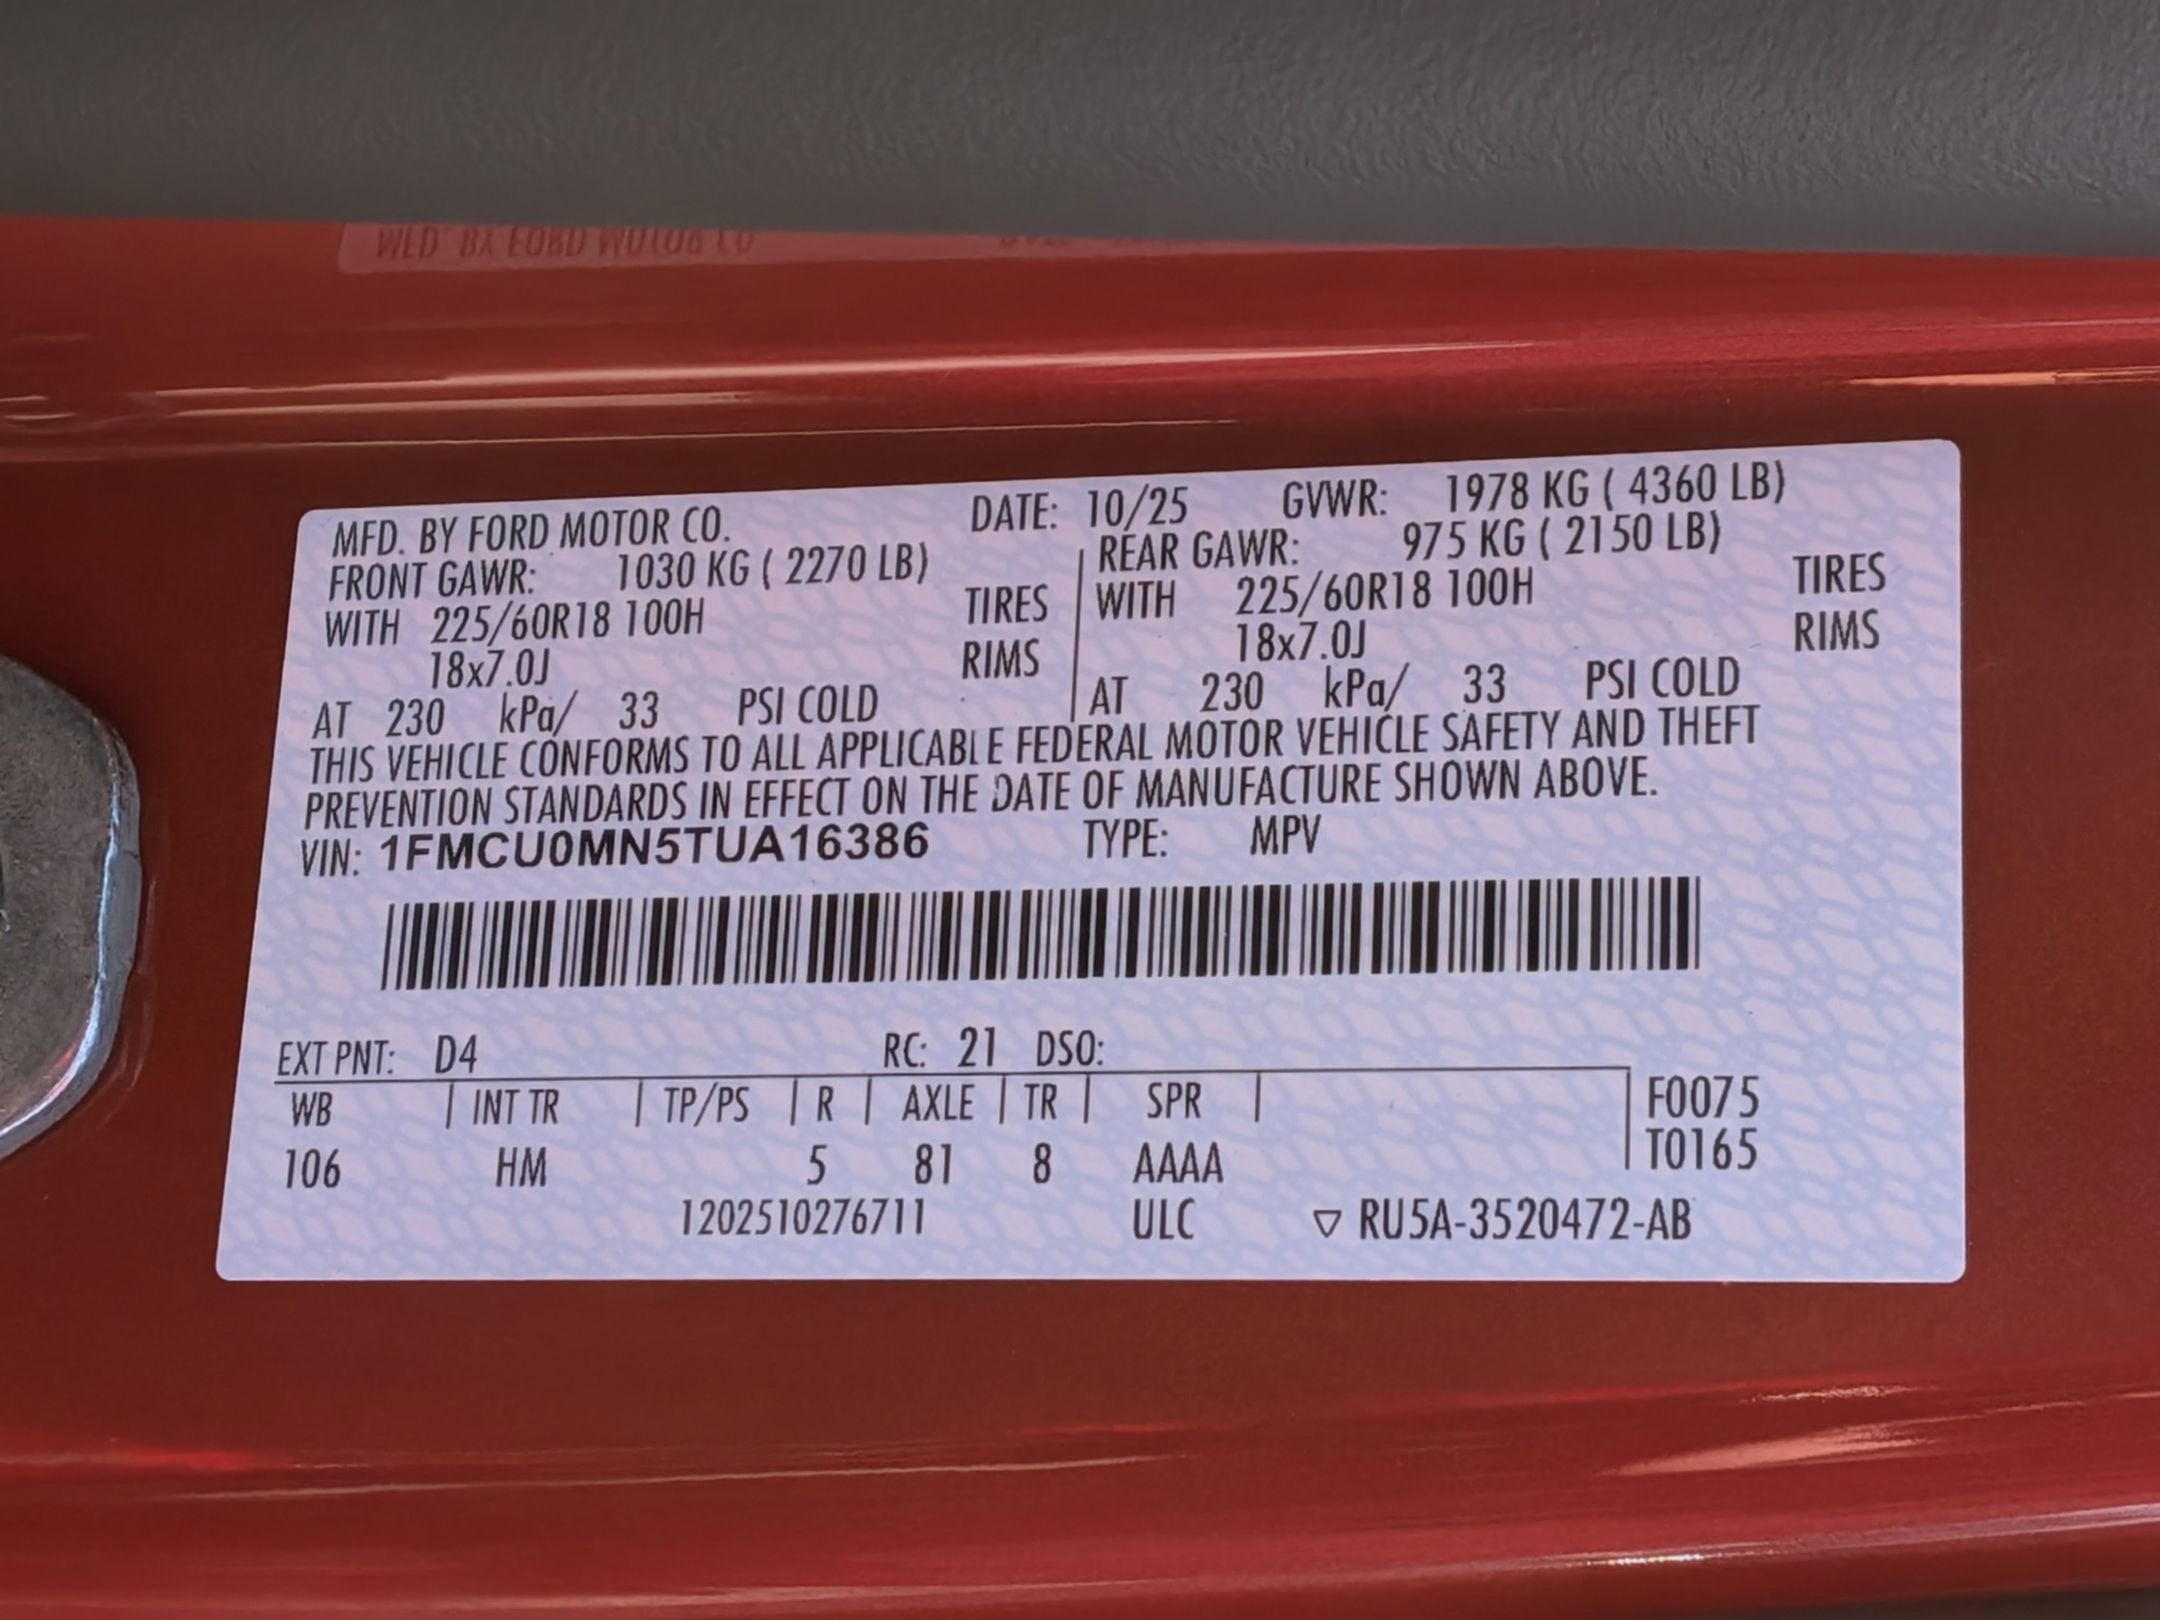 MFD. BY FORD MOTOR CO. DATE: 10/25 GVWR: 1978 KG ( 4360 LB)
FRONT GAWR: 1030 KG ( 2270 LB) REAR GAWR: 975 KG ( 2150 LB)
WITH 225/60R18 100H TIRES WITH 225/60R18 100H TIRES
18x7.0J RIMS 18x7.0J RIMS
AT 230 kPa/ 33 PSI COLD AT 230 kPa/ 33 PSI COLD
THIS VEHICLE CONFORMS TO ALL APPLICABLE FEDERAL MOTOR VEHICLE SAFETY AND THEFT
PREVENTION STANDARDS IN EFFECT ON THE DATE OF MANUFACTURE SHOWN ABOVE.
VIN: 1FMCU0MN5TUA16386 TYPE: MPV
EXT PNT: D4 RC: 21 DSO:
WB INT TR TP/PS R AXLE TR SPR F0075
106 HM 5 81 8 AAAA T0165
1202510276711 ULC ▽ RU5A-3520472-AB